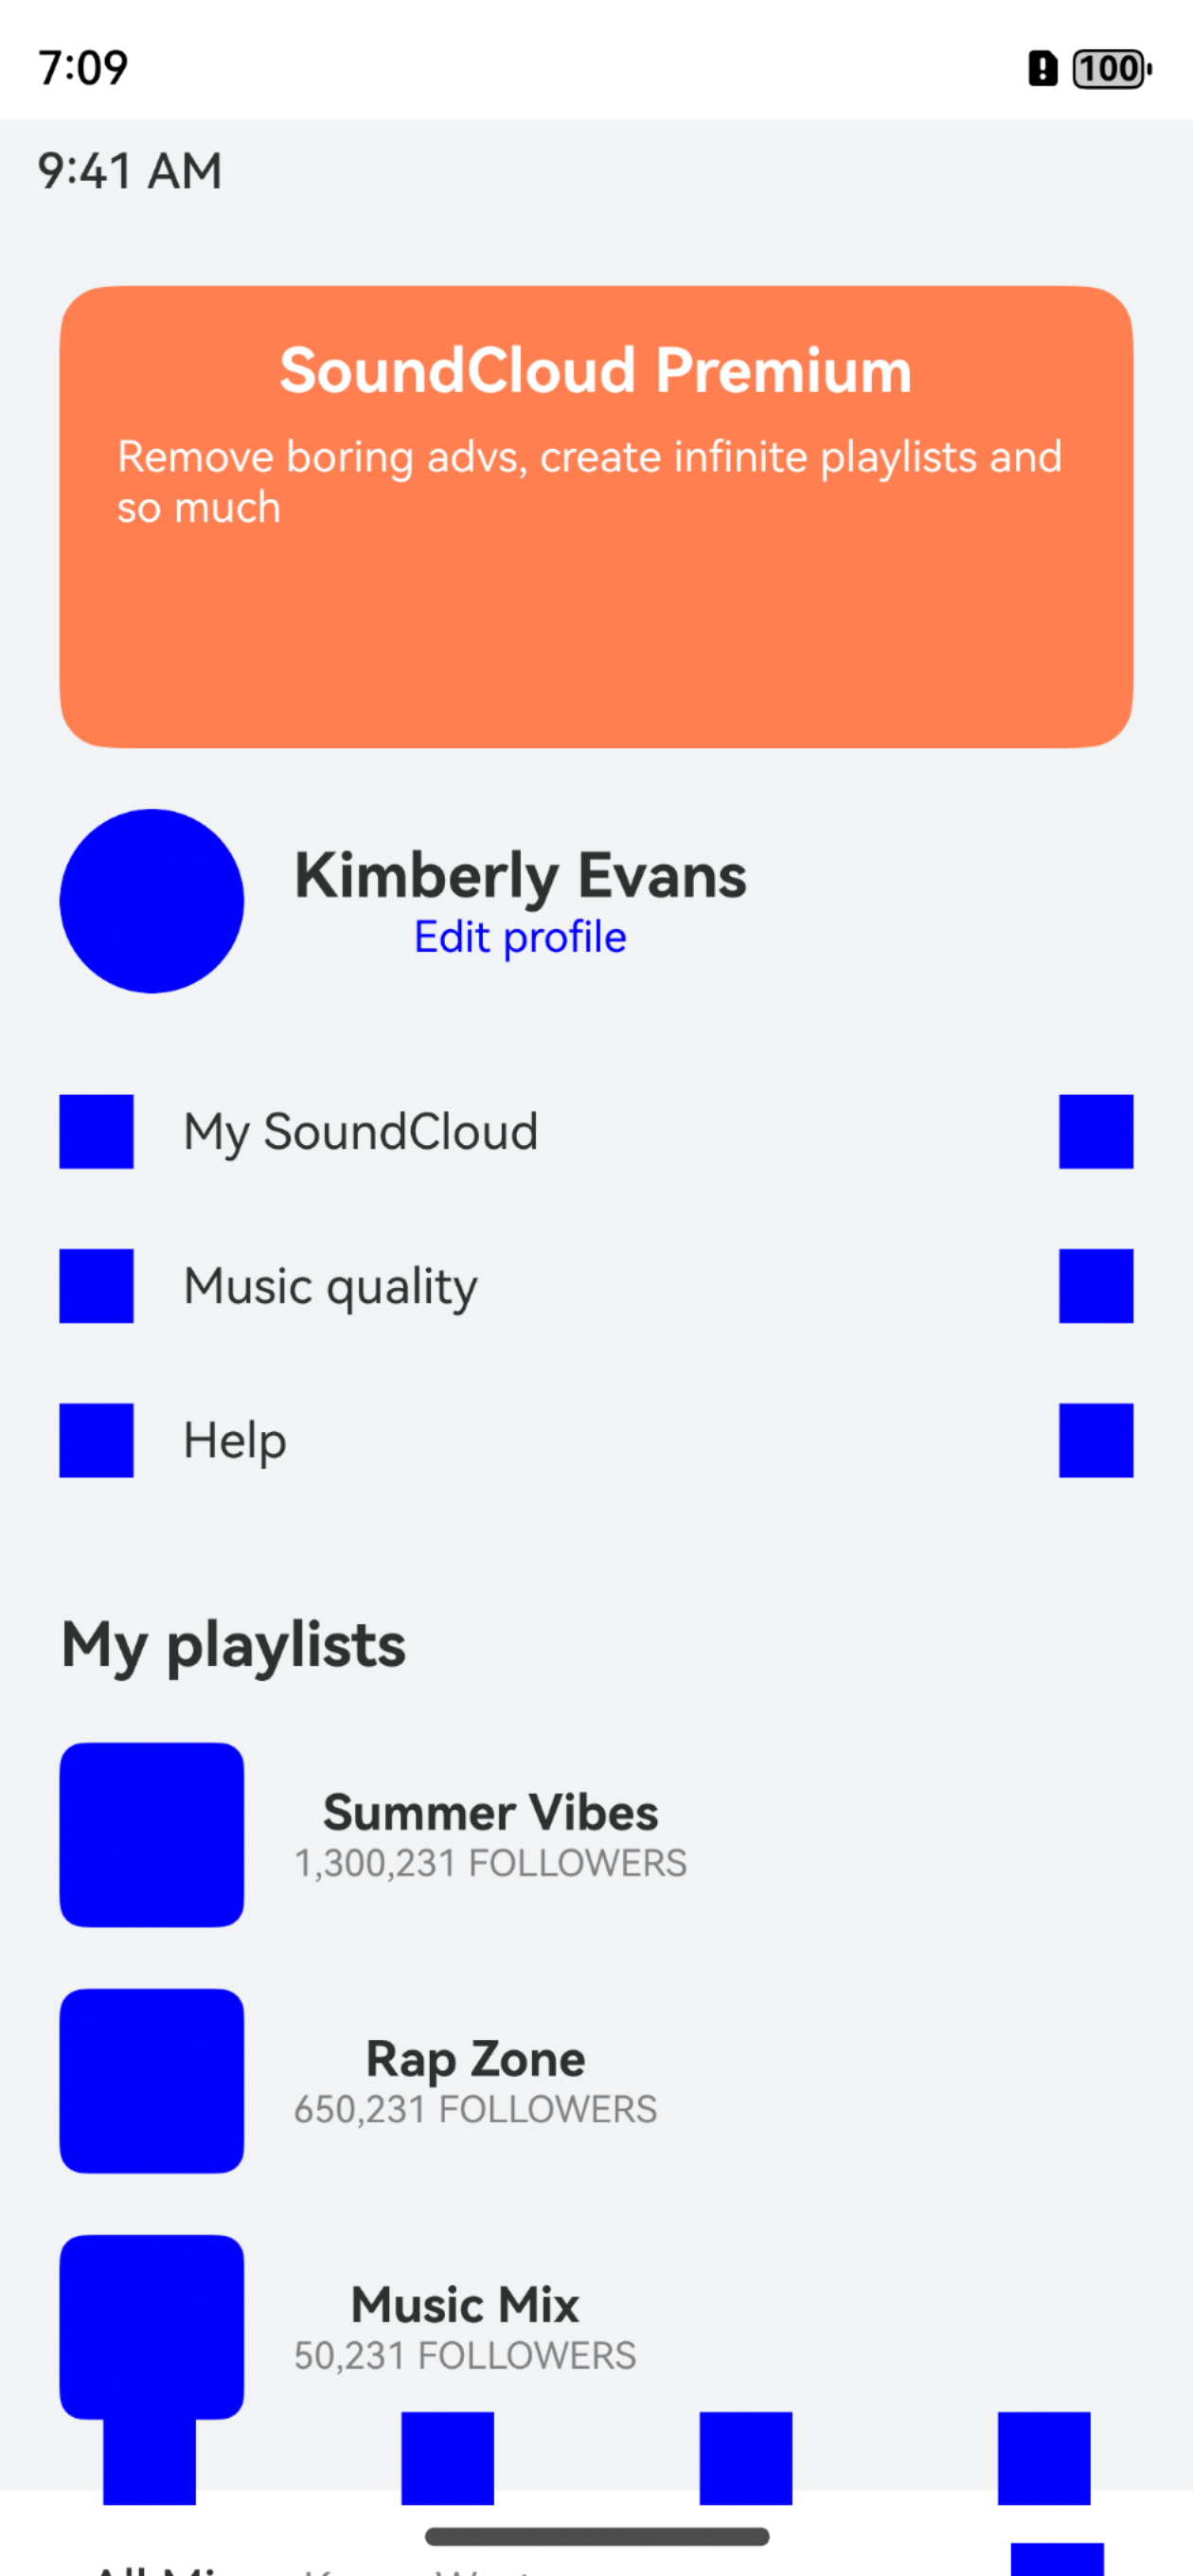 7:09
100
9:41 AM
SoundCloud Premium
Remove boring advs, create infinite playlists and
so much
Kimberly Evans
Edit profile
My SoundCloud
Music quality
Help
My playlists
Summer Vibes
1,300,231 FOLLOWERS
Rap Zone
650,231 FOLLOWERS
Music Mix
50,231 FOLLOWERS